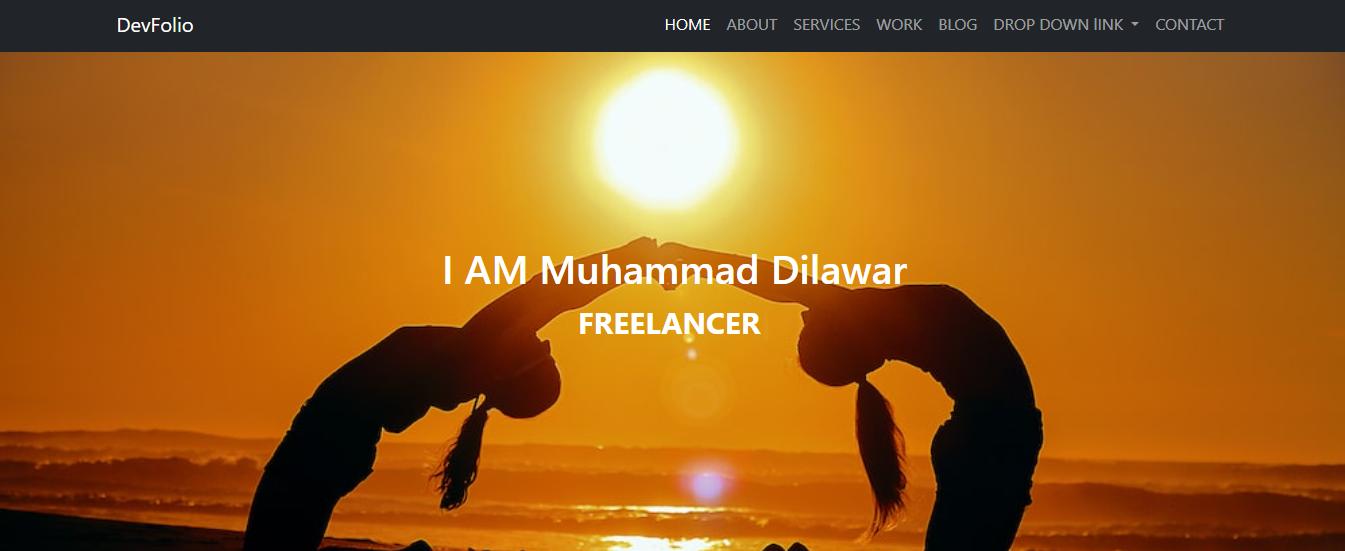 DevFolio HOME ABOUT SERVICES WORK BLOG DROP DOWN lINK CONTACT
I AM Muhammad Dilawar
FREELANCER